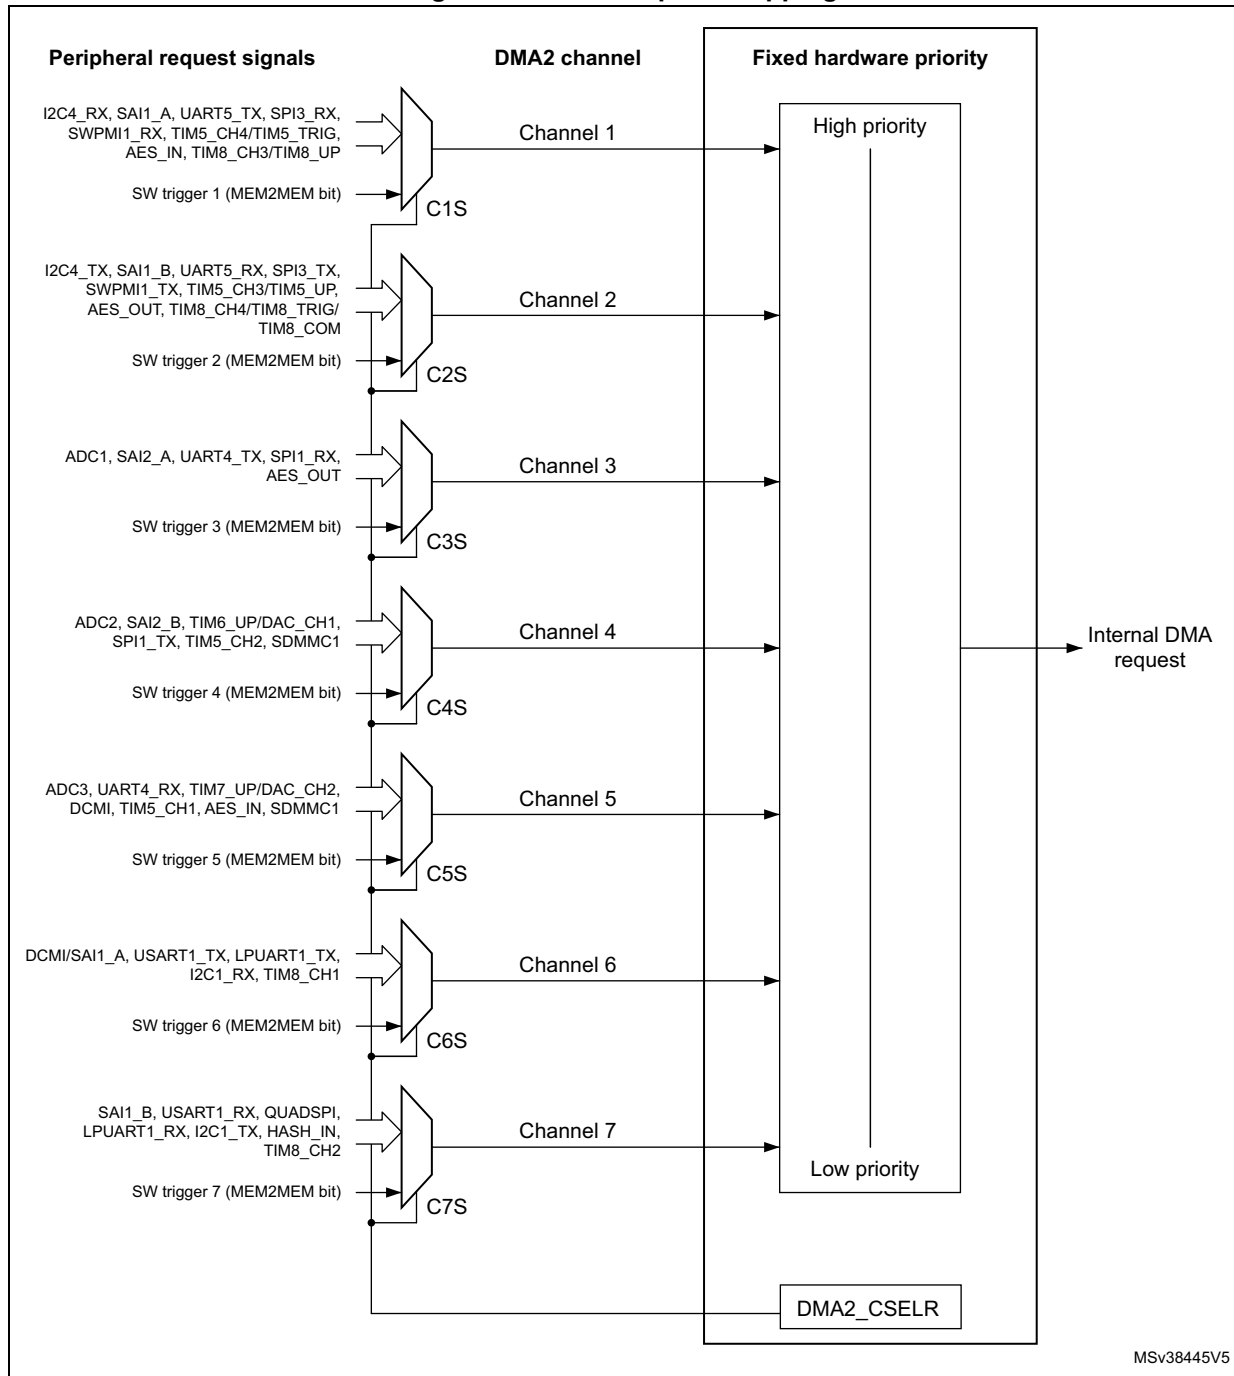 Peripheral request signals
DMA2 channel
Fixed hardware priority
I2C4_RX, SAI1_A, UART5_TX, SPI3_RX,
SWPMI1_RX, TIM5_CH4/TIM5_TRIG,
AES_IN, TIM8_CH3/TIM8_UP
Channel 1
High priority
SW trigger 1 (MEM2MEM bit)
C1S
I2C4_TX, SAI1_B, UART5_RX, SPI3_TX,
SWPMI1_TX, TIM5_CH3/TIM5_UP,
AES_OUT, TIM8_CH4/TIM8_TRIG/
TIM8_COM
Channel 2
SW trigger 2 (MEM2MEM bit)
C2S
ADC1, SAI2_A, UART4_TX, SPI1_RX,
AES_OUT
Channel 3
SW trigger 3 (MEM2MEM bit)
C3S
ADC2, SAI2_B, TIM6_UP/DAC_CH1,
SPI1_TX, TIM5_CH2, SDMMC1
Channel 4
Internal DMA
request
SW trigger 4 (MEM2MEM bit)
C4S
ADC3, UART4_RX, TIM7_UP/DAC_CH2,
DCMI, TIM5_CH1, AES_IN, SDMMC1
Channel 5
SW trigger 5 (MEM2MEM bit)
C5S
DCMI/SAI1_A, USART1_TX, LPUART1_TX,
I2C1_RX, TIM8_CH1
Channel 6
SW trigger 6 (MEM2MEM bit)
C6S
SAI1_B, USART1_RX, QUADSPI,
LPUART1_RX, I2C1_TX, HASH_IN,
TIM8_CH2
Channel 7
Low priority
SW trigger 7 (MEM2MEM bit)
C7S
DMA2_CSELR
MSv38445V5